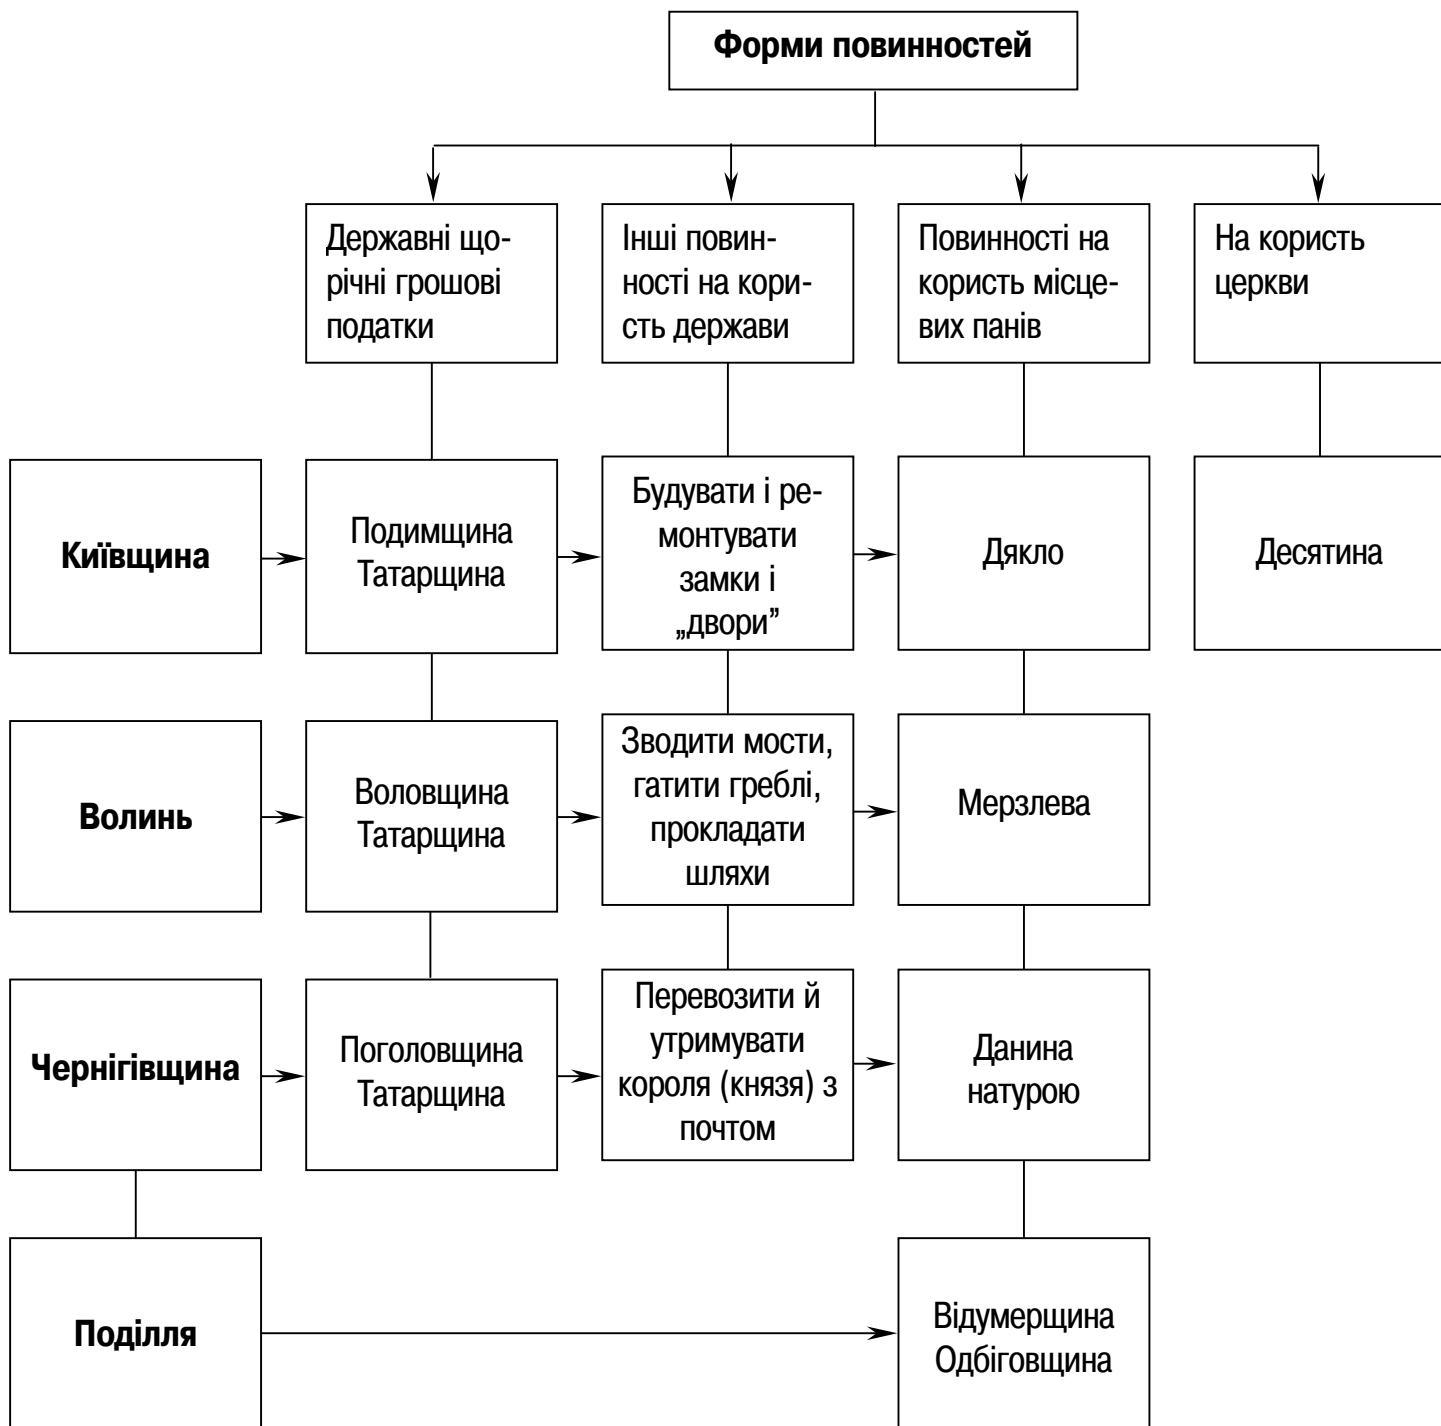 Форми повинностей
Державні що-
річні грошові
податки
Інші повин-
ності на кори-
сть держави
Повинності на
користь місце-
вих панів
На користь
церкви
Київщина
Подимщина
Татарщина
Будувати і ре-
монтувати
замки і
„двори”
Дякло
Десятина
Волинь
Воловщина
Татарщина
Зводити мости,
гатити греблі,
прокладати
шляхи
Мерзлева
Чернігівщина
Поголовщина
Татарщина
Перевозити й
утримувати
короля (князя) з
почтом
Данина
натурою
Поділля
Відумерщина
Одбіговщина